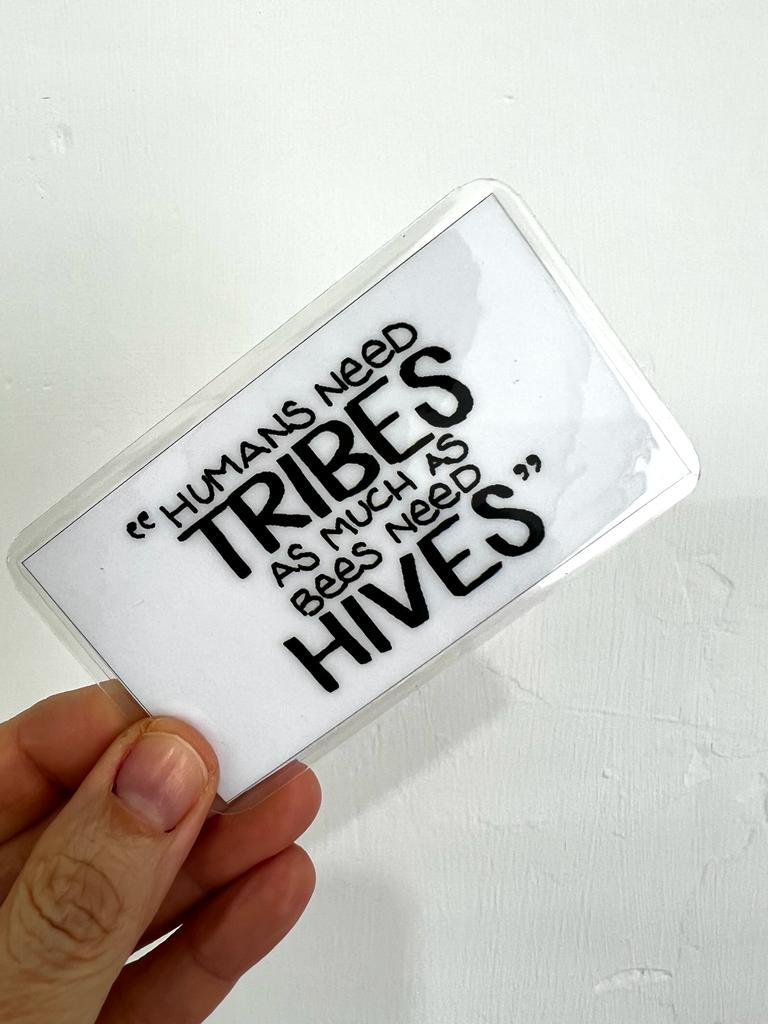 “HUMANS NEED
TRIBES
AS MUCH AS
BEES NEED
HIVES”